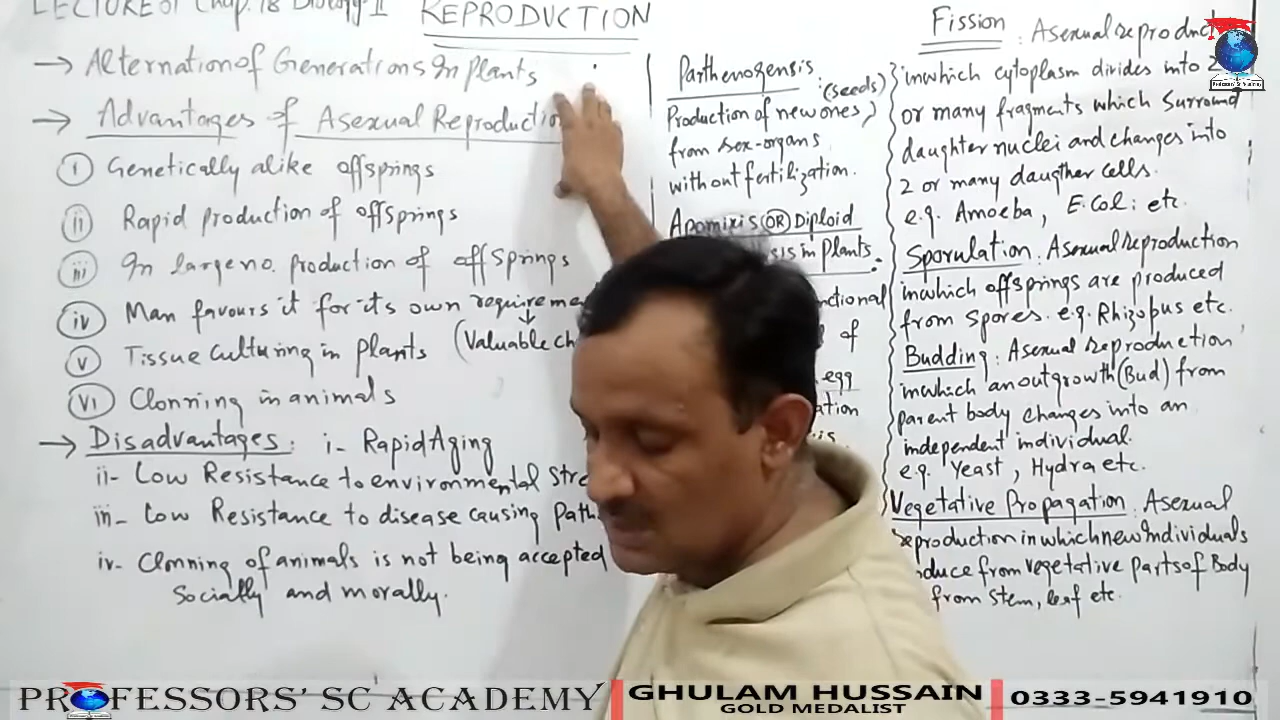 LECTURE 01 Chap. 18 Biology-II REPRODUCTION
→ Alternation of Generations In Plants
→ Advantages of Asexual Reproductio
i Genetically alike offsprings
ii Rapid production of offsprings
iii In large no. production of offsprings
iv Man favours it for its own requireme
(Valuable ch
v Tissue Culturing in Plants
vi Clonning in animals
→ Disadvantages: i- Rapid Aging
ii- Low Resistance to environmental Stre
iii- Low Resistance to disease causing Path
iv- Clonning of animals is not being accepted
Socially and morally.
Parthenogensis
:(seeds)
Production of new ones,
from sex-organs
without fertilization.
Apomixis (OR) Diploid
sis in Plants.
nctional
of
egg
ation
is.
Fission: Asexual reproduct
in which cytoplasm divides into 2
or many fragments which Surround
daughter nuclei and changes into
2 or many daugther cells.
e.g. Amoeba, E. Coli etc.
Sporulation: Asexual reproduction
in which offsprings are produced
from Spores. e.g. Rhizopus etc.
Budding: Asexual reproduction
in which an outgrowth (Bud) from
parent body changes into an
independent individual.
e.g. Yeast, Hydra etc.
Vegetative Propagation: Asexual
reproduction in which new Individuals
oduce from vegetative parts of Body
from Stem, leaf etc.
PROFESSORS' SC ACADEMY
GHULAM HUSSAIN
GOLD MEDALIST
0333-5941910